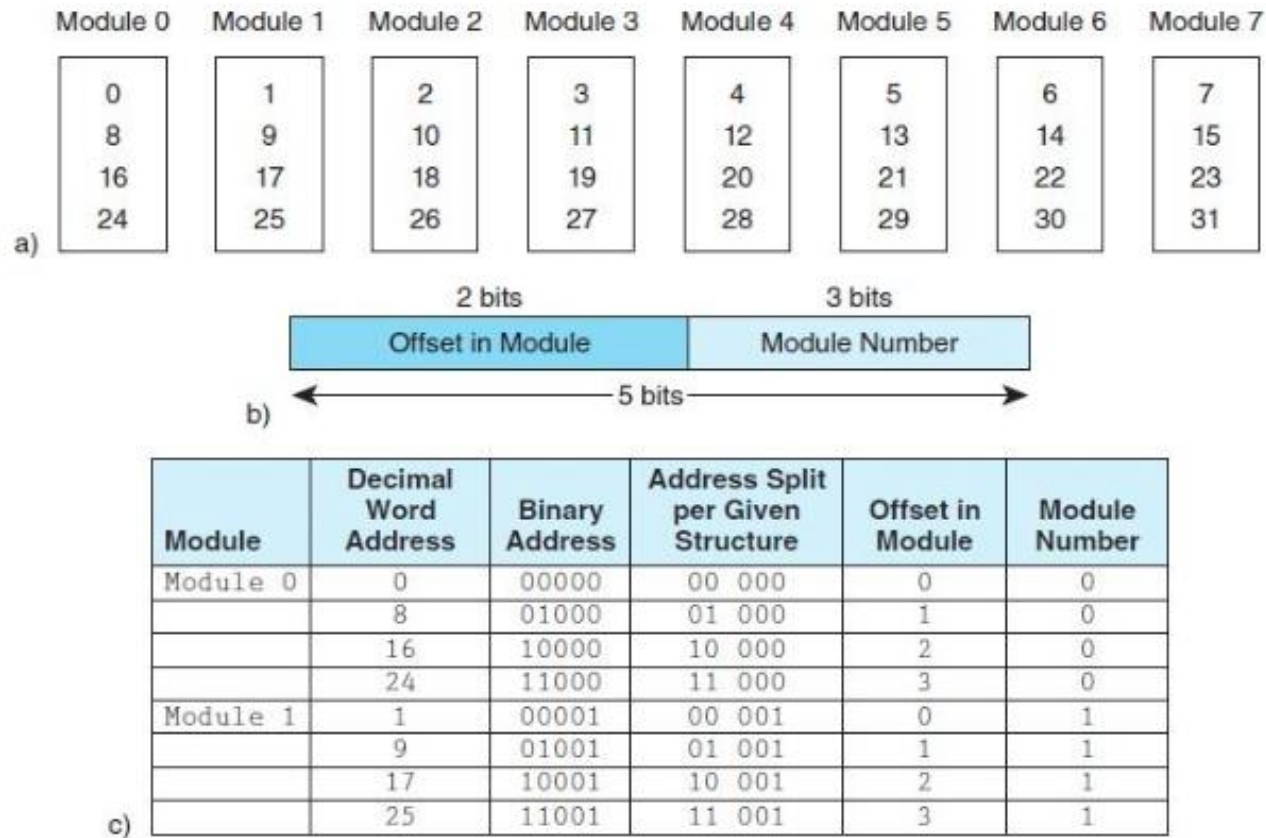 Module 0 Module 1 Module 2 Module 3 Module 4 Module 5 Module 6 Module 7
0 1 2 3 4 5 6 7
8 9 10 11 12 13 14 15
16 17 18 19 20 21 22 23
24 25 26 27 28 29 30 31
a)
2 bits 3 bits
Offset in Module Module Number
5 bits
b)
Module Decimal Word Address Binary Address Address Split per Given Structure Offset in Module Module Number
Module 0 0 00000 00 000 0 0
8 01000 01 000 1 0
16 10000 10 000 2 0
24 11000 11 000 3 0
Module 1 1 00001 00 001 0 1
9 01001 01 001 1 1
17 10001 10 001 2 1
25 11001 11 001 3 1
c)